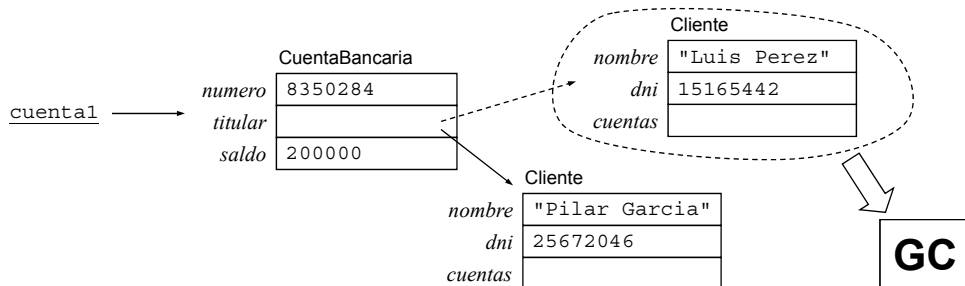 Cliente
nombre "Luis Perez"
dni 15165442
cuentas
CuentaBancaria
numero 8350284
titular
saldo 200000
cuenta1
Cliente
nombre "Pilar Garcia"
dni 25672046
cuentas
GC